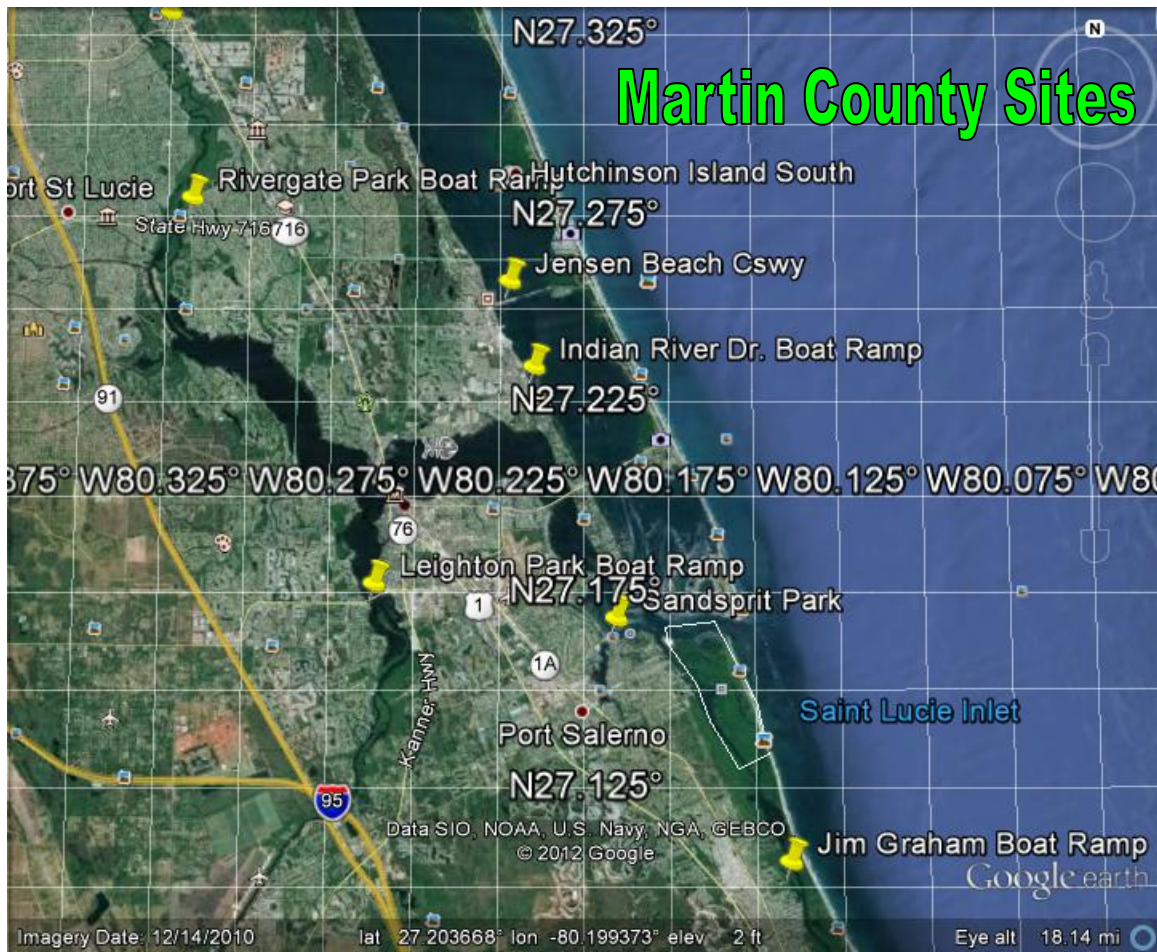 N27.325°
N
Martin County Sites
Hutchinson Island South
Rivergate Park Boat Ramp
ort St Lucie
N27.275°
State Hwy 716
716
Jensen Beach Cswy
Indian River Dr. Boat Ramp
91
N27.225°
375° W80.325° W80.275° W80.225° W80.175° W80.125° W80.075° W80
76
Leighton Park Boat Ramp
N27.175°
Sandsprit Park
1
1A
Kanner Hwy
Saint Lucie Inlet
Port Salerno
N27.125°
95
Data SIO, NOAA, U.S. Navy, NGA, GEBCO
© 2012 Google
Jim Graham Boat Ramp
Google earth
Imagery Date: 12/14/2010 lat 27.203668° lon -80.199373° elev 2 ft Eye alt 18.14 mi